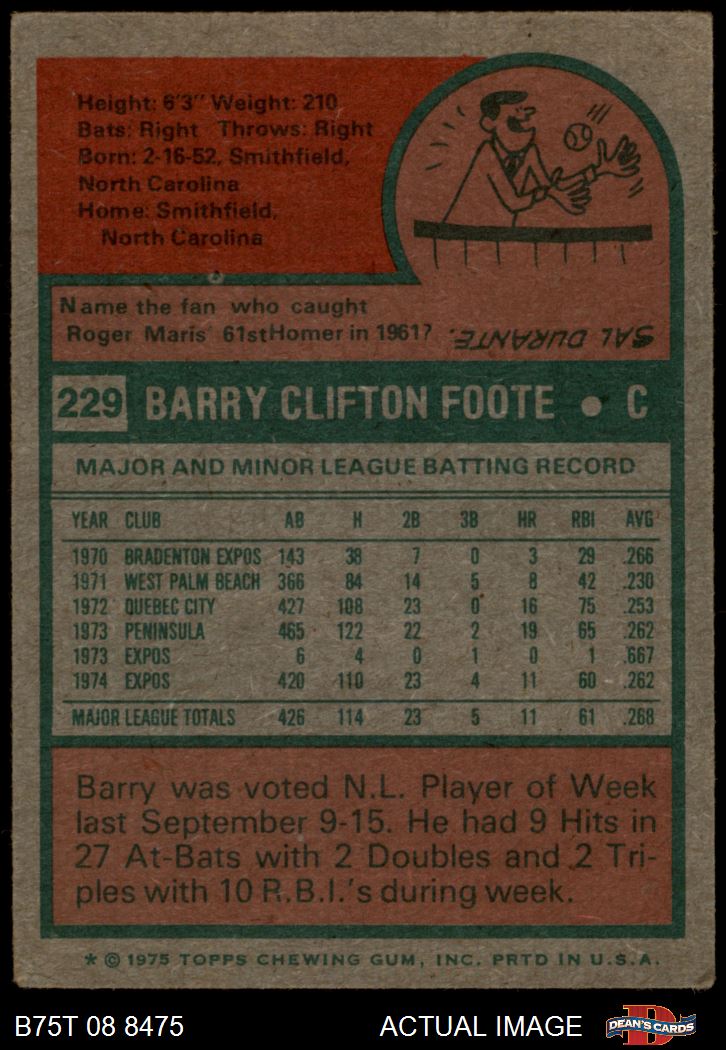 Height: 6'3" Weight: 210
Bats: Right Throws: Right
Born: 2-16-52, Smithfield,
North Carolina
Home: Smithfield,
North Carolina
Name the fan who caught
Roger Maris' 61st Homer in 1961?
SAL DURANTE.
229 BARRY CLIFTON FOOTE • C
MAJOR AND MINOR LEAGUE BATTING RECORD
YEAR CLUB AB H 2B 3B HR RBI AVG
1970 BRADENTON EXPOS 143 38 7 0 3 29 .266
1971 WEST PALM BEACH 366 84 14 5 8 42 .230
1972 QUEBEC CITY 427 108 23 0 16 75 .253
1973 PENINSULA 465 122 22 2 19 65 .262
1973 EXPOS 6 4 0 1 0 1 .667
1974 EXPOS 420 110 23 4 11 60 .262
MAJOR LEAGUE TOTALS 426 114 23 5 11 61 .268
Barry was voted N.L. Player of Week
last September 9-15. He had 9 Hits in
27 At-Bats with 2 Doubles and 2 Tri-
ples with 10 R.B.I.'s during week.
* © 1975 TOPPS CHEWING GUM, INC. PRTD IN U.S.A.
B75T 08 8475 ACTUAL IMAGE D DEAN'S CARDS